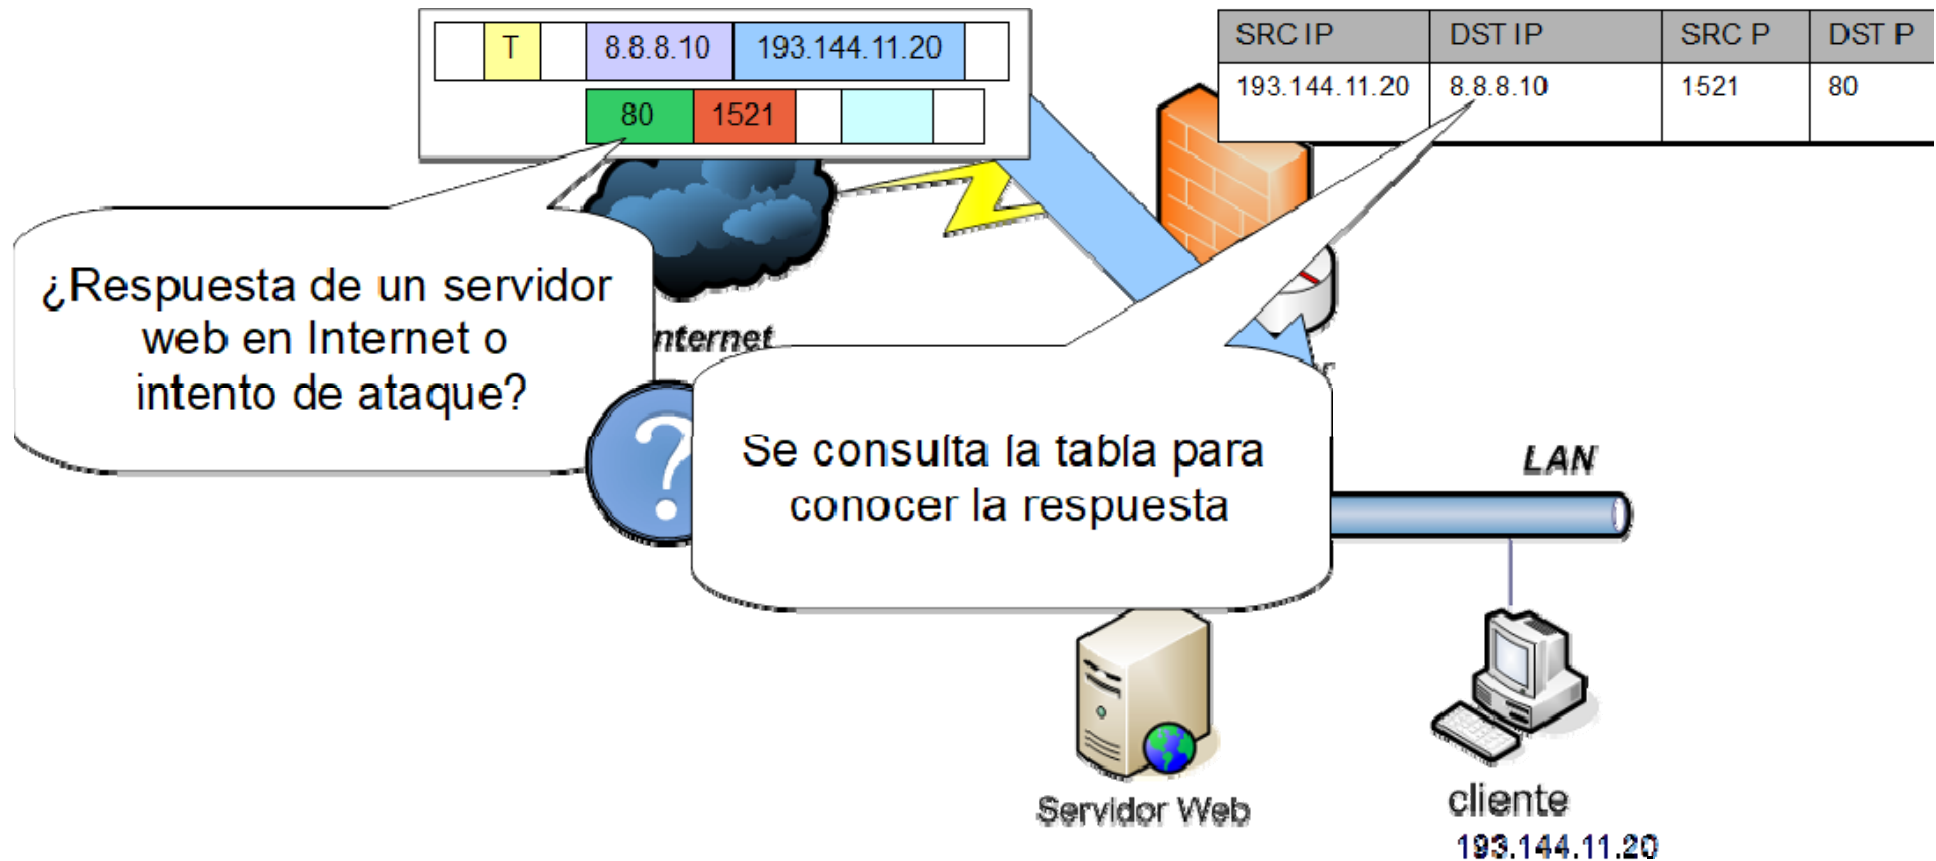 T 8.8.8.10 193.144.11.20
80 1521
SRC IP DST IP SRC P DST P
193.144.11.20 8.8.8.10 1521 80
¿Respuesta de un servidor
web en Internet o
intento de ataque?
nternet
Se consulta la tabla para
conocer la respuesta
?
LAN
Servidor Web
cliente
193.144.11.20